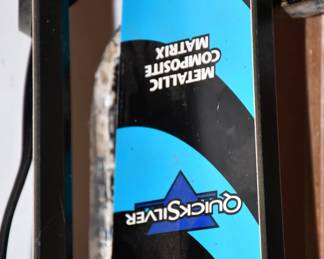 QUICKSILVER
METALLIC
COMPOSITE
MATRIX